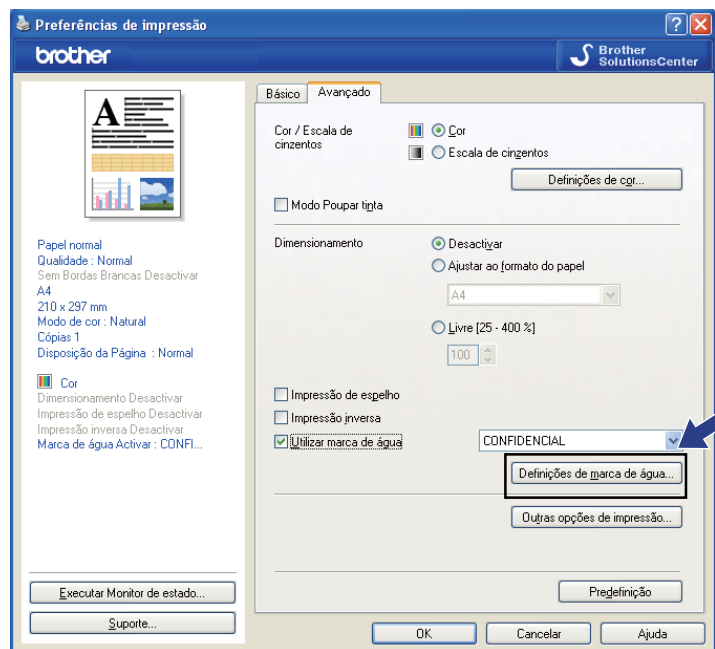 Preferências de impressão
brother
Brother
SolutionsCenter
A
Básico
Avançado
Cor / Escala de
cinzentos
Cor
Escala de cinzentos
Definições de cor...
Modo Poupar tinta
Dimensionamento
Desactivar
Ajustar ao formato do papel
A4
Livre [25 - 400 %]
100
Impressão de espelho
Impressão inversa
Utilizar marca de água
CONFIDENCIAL
Definições de marca de água...
Outras opções de impressão...
Predefinição
Papel normal
Qualidade : Normal
Sem Bordas Brancas Desactivar
A4
210 x 297 mm
Modo de cor : Natural
Cópias 1
Disposição da Página : Normal
Cor
Dimensionamento Desactivar
Impressão de espelho Desactivar
Impressão inversa Desactivar
Marca de água Activar : CONFI...
Executar Monitor de estado...
Suporte...
OK
Cancelar
Ajuda